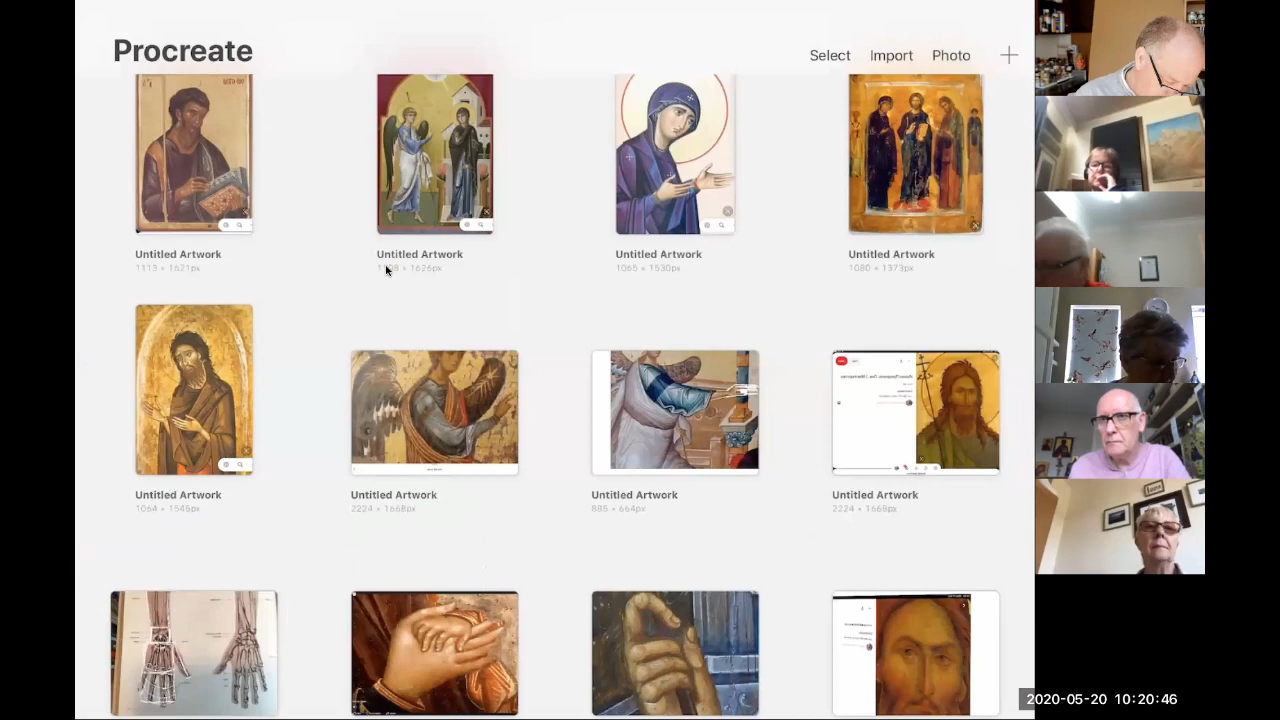 Procreate
Select Import Photo
Untitled Artwork Untitled Artwork Untitled Artwork Untitled Artwork
1113 × 1621px × 1626px 1065 × 1530px 1080 × 1373px
Untitled Artwork Untitled Artwork Untitled Artwork Untitled Artwork
2224 × 1668px 885 × 664px 2224 × 1668px
2020-05-20 10:20:46